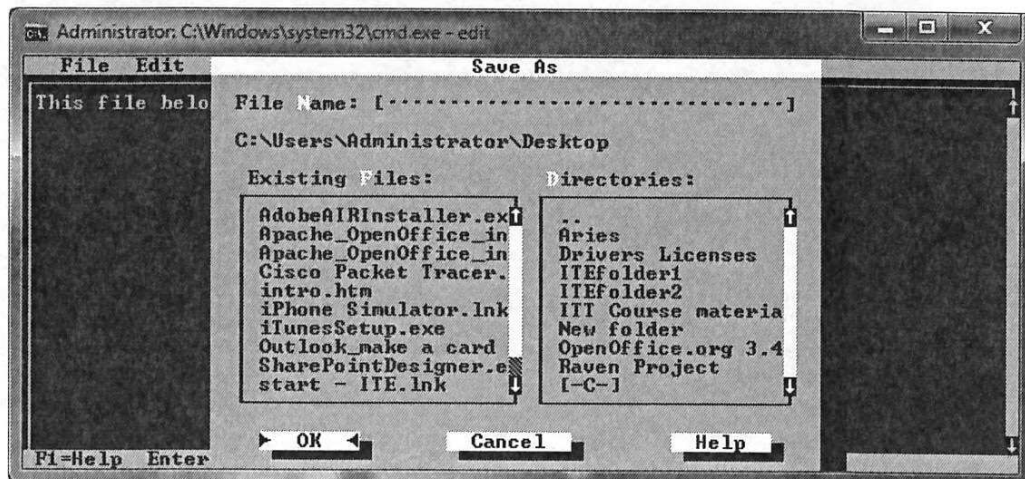 Administrator: C:\Windows\system32\cmd.exe - edit
File Edit
Save As
This file belo
File Name: [·································]
C:\Users\Administrator\Desktop
Existing Files:
AdobeAIRInstaller.ex
Apache_OpenOffice_in
Apache_OpenOffice_in
Cisco Packet Tracer.
intro.htm
iPhone Simulator.lnk
iTunesSetup.exe
Outlook_make a card
SharePointDesigner.e
start - ITE.lnk
Directories:
..
Aries
Drivers Licenses
ITEfolder1
ITEfolder2
ITT Course materia
New folder
OpenOffice.org 3.4
Raven Project
[-C-]
OK Cancel Help
F1=Help Enter